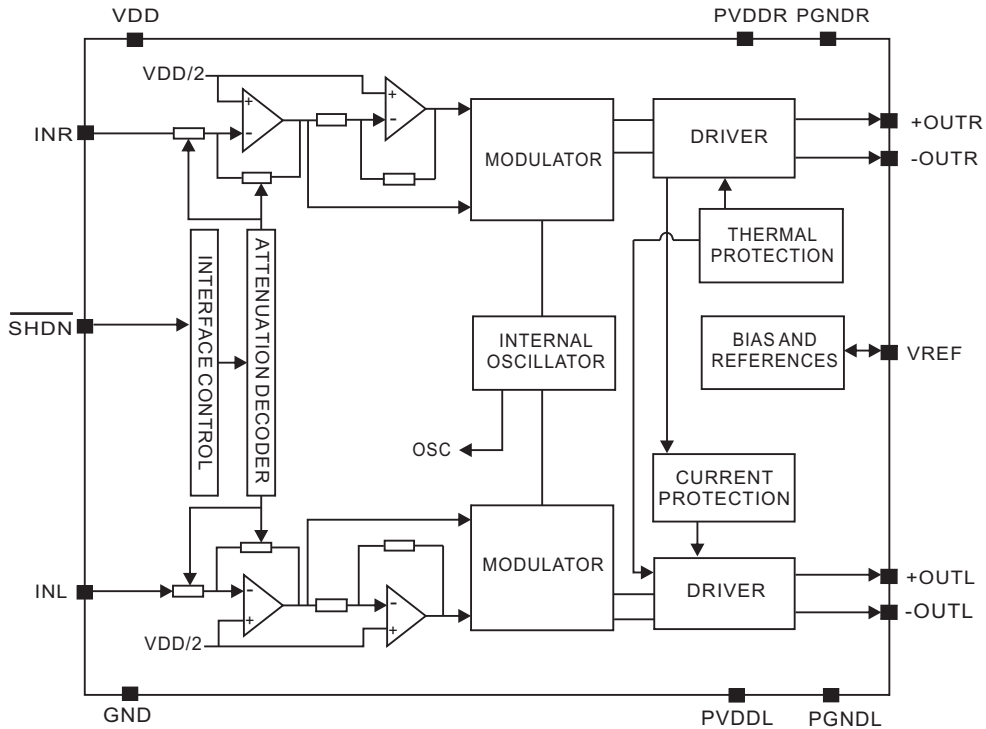 VDD
PVDDR PGNDR
VDD/2
+
-
+
-
INR
MODULATOR
DRIVER
+OUTR
-OUTR
THERMAL
PROTECTION
INTERFACE CONTROL
ATTENUATION DECODER
SHDN
INTERNAL
OSCILLATOR
BIAS AND
REFERENCES
VREF
OSC
CURRENT
PROTECTION
MODULATOR
DRIVER
INL
-
+
-
+
VDD/2
+OUTL
-OUTL
GND
PVDDL
PGNDL